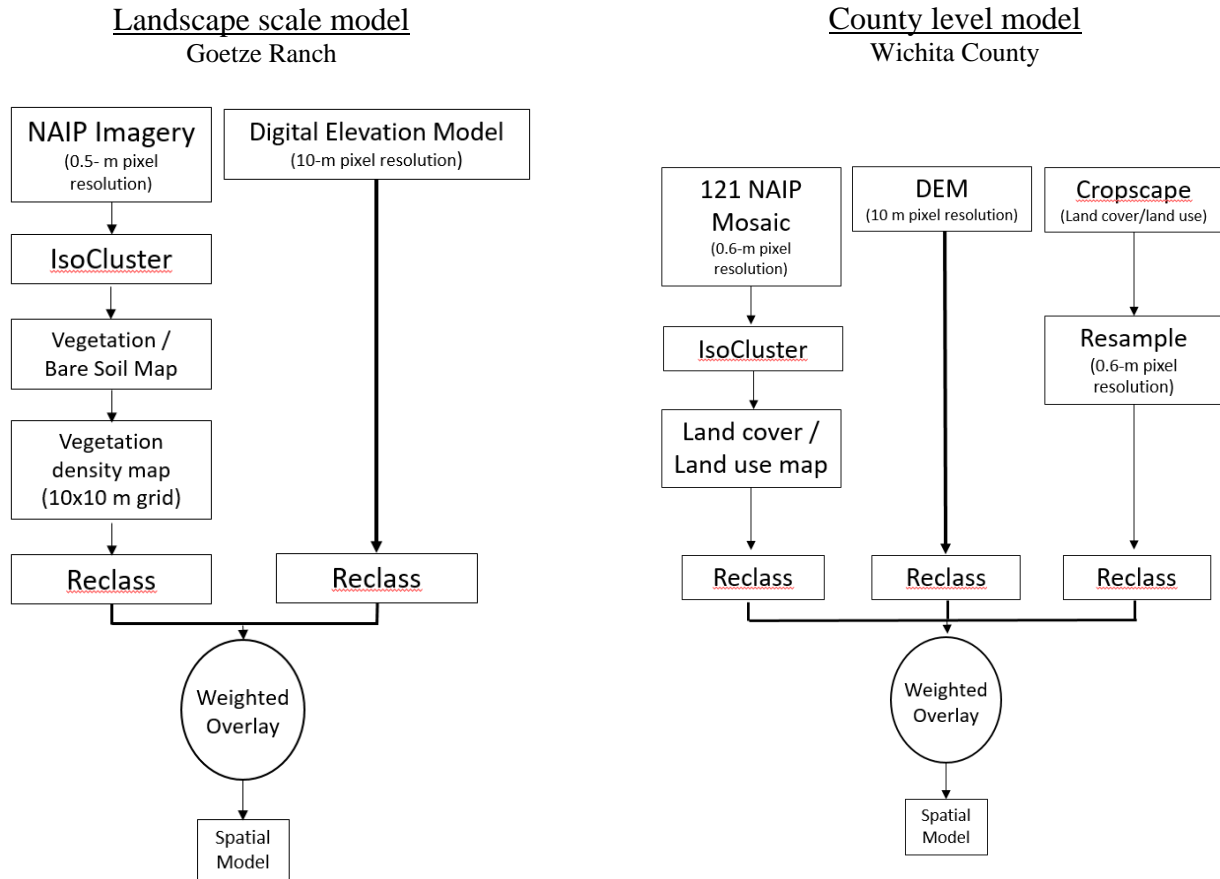 Landscape scale model
Goetze Ranch
NAIP Imagery
(0.5- m pixel
resolution)
Digital Elevation Model
(10-m pixel resolution)
IsoCluster
Vegetation /
Bare Soil Map
Vegetation
density map
(10x10 m grid)
Reclass
Reclass
Weighted
Overlay
Spatial
Model
County level model
Wichita County
121 NAIP
Mosaic
(0.6-m pixel
resolution)
DEM
(10 m pixel resolution)
Cropscape
(Land cover/land use)
IsoCluster
Resample
(0.6-m pixel
resolution)
Land cover /
Land use map
Reclass
Reclass
Reclass
Weighted
Overlay
Spatial
Model